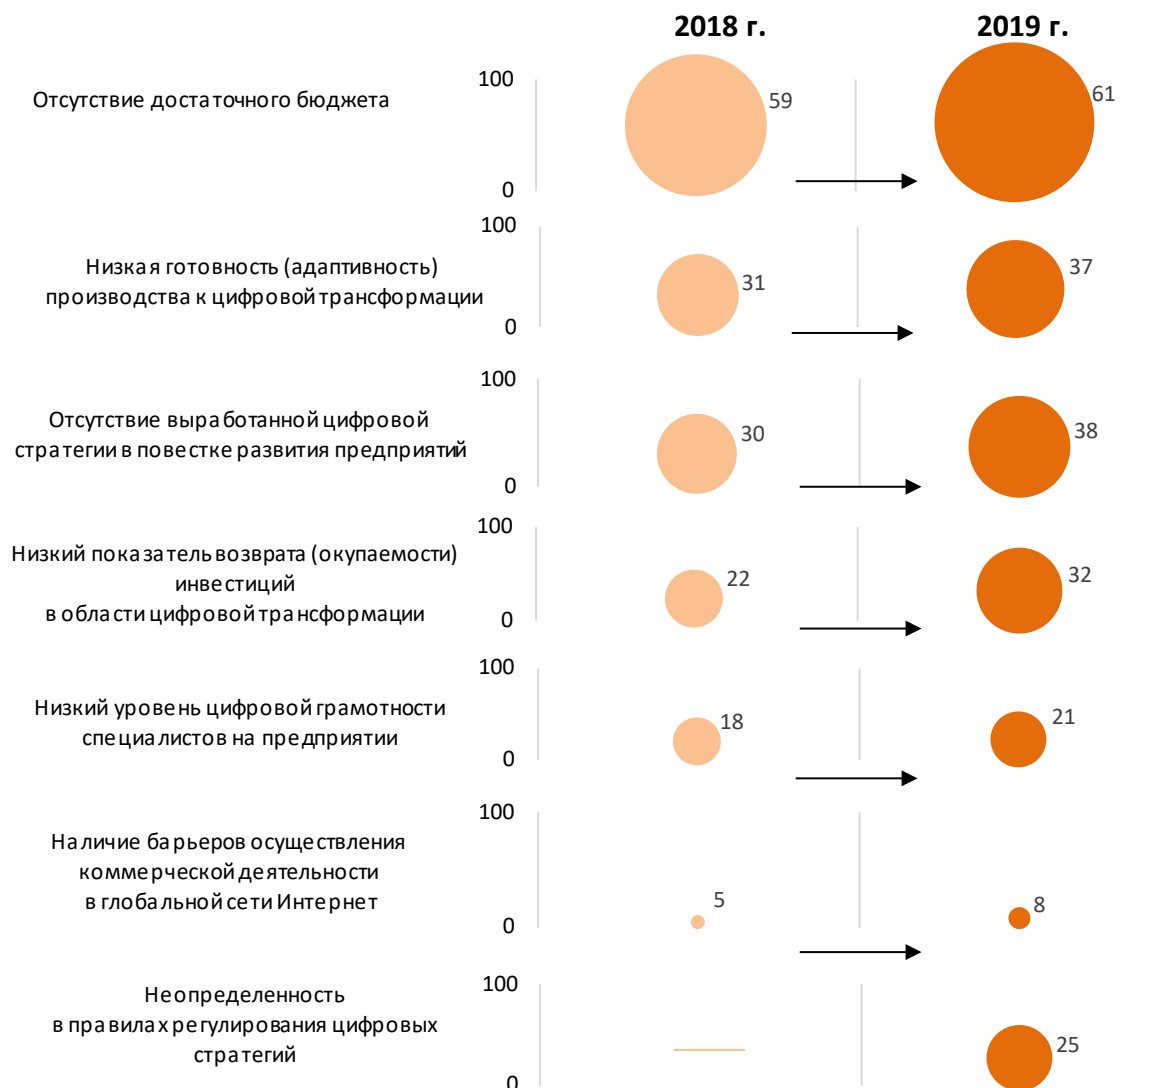 2018 г. 2019 г.
100
Отсутствие достаточного бюджета
59
61
0
100
Низкая готовность (адаптивность)
производства к цифровой трансформации
31
37
0
100
Отсутствие выработанной цифровой
стратегии в повестке развития предприятий
30
38
0
100
Низкий показатель возврата (окупаемости)
инвестиций
в области цифровой трансформации
22
32
0
100
Низкий уровень цифровой грамотности
специалистов на предприятии
18
21
0
100
Наличие барьеров осуществления
коммерческой деятельности
в глобальной сети Интернет
5
8
0
100
Неопределенность
в правилах регулирования цифровых
стратегий
25
0